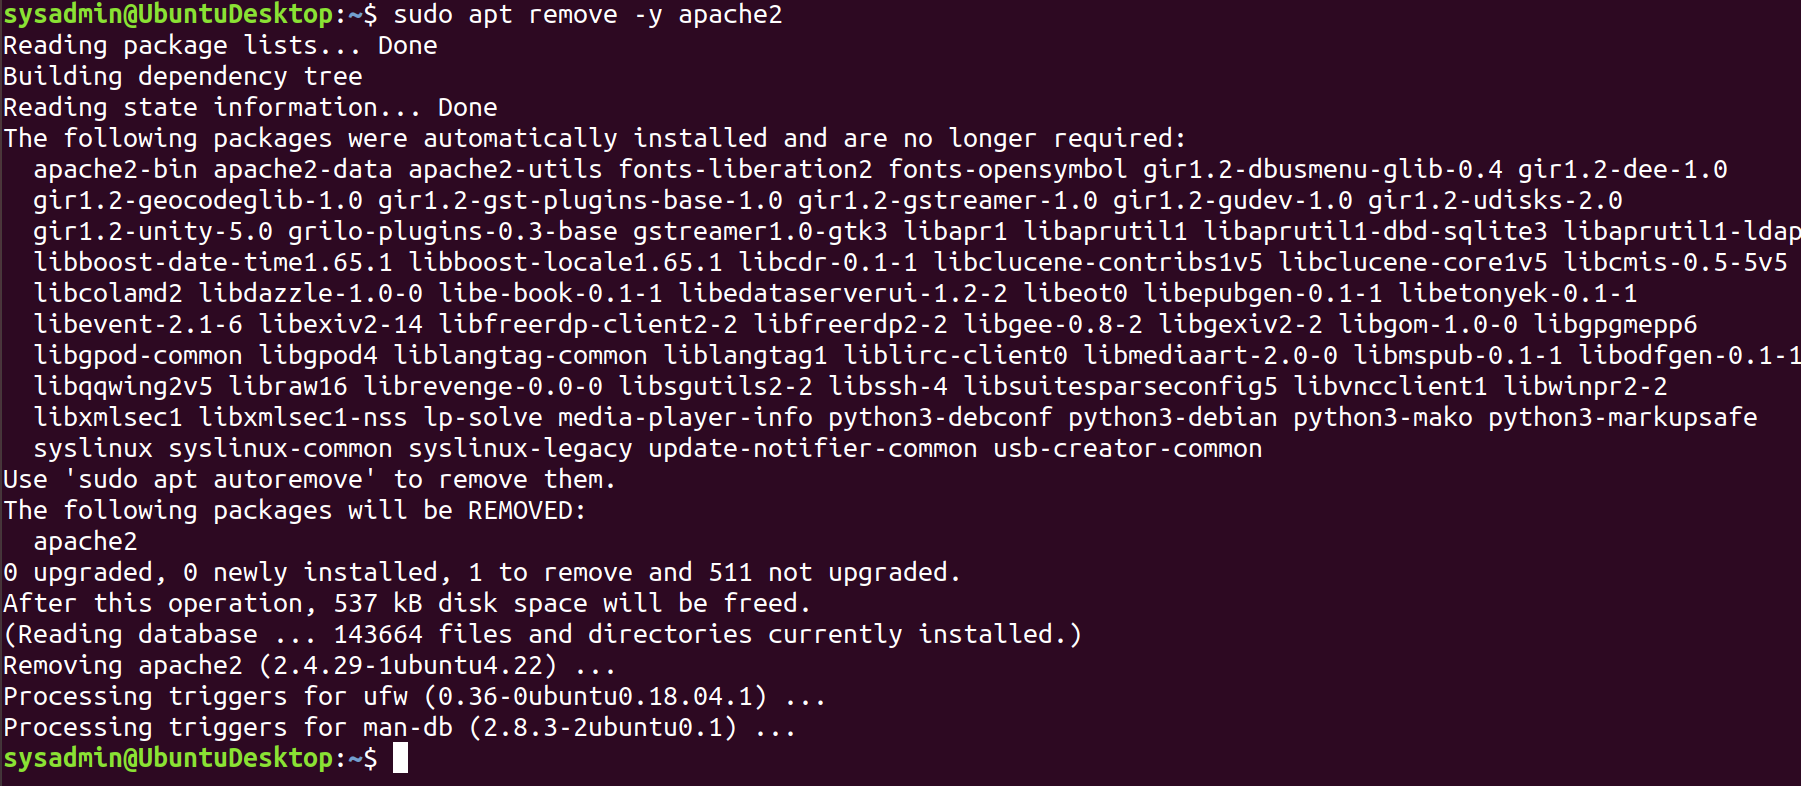 sysadmin@UbuntuDesktop:~$ sudo apt remove -y apache2
Reading package lists... Done
Building dependency tree
Reading state information... Done
The following packages were automatically installed and are no longer required:
  apache2-bin apache2-data apache2-utils fonts-liberation2 fonts-opensymbol gir1.2-dbusmenu-glib-0.4 gir1.2-dee-1.0
  gir1.2-geocodeglib-1.0 gir1.2-gst-plugins-base-1.0 gir1.2-gstreamer-1.0 gir1.2-gudev-1.0 gir1.2-udisks-2.0
  gir1.2-unity-5.0 grilo-plugins-0.3-base gstreamer1.0-gtk3 libapr1 libaprutil1 libaprutil1-dbd-sqlite3 libaprutil1-ldap
  libboost-date-time1.65.1 libboost-locale1.65.1 libcdr-0.1-1 libclucene-contribs1v5 libclucene-core1v5 libcmis-0.5-5v5
  libcolamd2 libdazzle-1.0-0 libe-book-0.1-1 libedataserverui-1.2-2 libeot0 libepubgen-0.1-1 libetonyek-0.1-1
  libevent-2.1-6 libexiv2-14 libfreerdp-client2-2 libfreerdp2-2 libgee-0.8-2 libgexiv2-2 libgom-1.0-0 libgpgmepp6
  libgpod-common libgpod4 liblangtag-common liblangtag1 liblirc-client0 libmediaart-2.0-0 libmspub-0.1-1 libodfgen-0.1-1
  libqqwing2v5 libraw16 librevenge-0.0-0 libsgutils2-2 libssh-4 libsuitesparseconfig5 libvncclient1 libwinpr2-2
  libxmlsec1 libxmlsec1-nss lp-solve media-player-info python3-debconf python3-debian python3-mako python3-markupsafe
  syslinux syslinux-common syslinux-legacy update-notifier-common usb-creator-common
Use 'sudo apt autoremove' to remove them.
The following packages will be REMOVED:
  apache2
0 upgraded, 0 newly installed, 1 to remove and 511 not upgraded.
After this operation, 537 kB disk space will be freed.
(Reading database ... 143664 files and directories currently installed.)
Removing apache2 (2.4.29-1ubuntu4.22) ...
Processing triggers for ufw (0.36-0ubuntu0.18.04.1) ...
Processing triggers for man-db (2.8.3-2ubuntu0.1) ...
sysadmin@UbuntuDesktop:~$